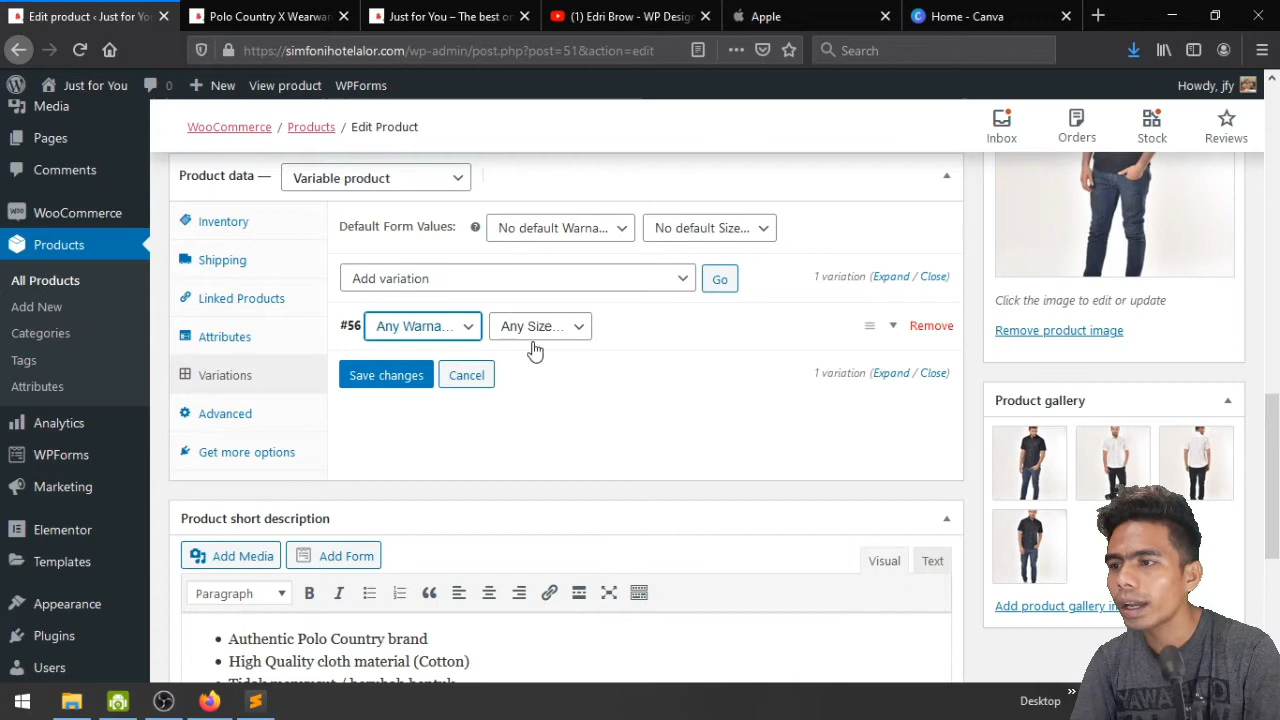 Edit product ‹ Just for You
Polo Country X Wearwar
Just for You – The best on
(1) Edri Brow - WP Design
Apple
Home - Canva
https://simfonihotelalor.com/wp-admin/post.php?post=51&action=edit
Search
Just for You
New
View product
WPForms
Howdy, jfy
Media
Pages
Comments
WooCommerce
Products
All Products
Add New
Categories
Tags
Attributes
Analytics
WPForms
Marketing
Elementor
Templates
Appearance
Plugins
Users
WooCommerce / Products / Edit Product
Inbox
Orders
Stock
Reviews
Product data —
Variable product
Inventory
Shipping
Linked Products
Attributes
Variations
Advanced
Get more options
Default Form Values:
No default Warna...
No default Size...
Add variation
Go
1 variation (Expand / Close)
#56
Any Warna...
Any Size...
Remove
Save changes
Cancel
1 variation (Expand / Close)
Product short description
Add Media
Add Form
Visual
Text
Paragraph
Authentic Polo Country brand
High Quality cloth material (Cotton)
Click the image to edit or update
Remove product image
Product gallery
Add product gallery
Desktop